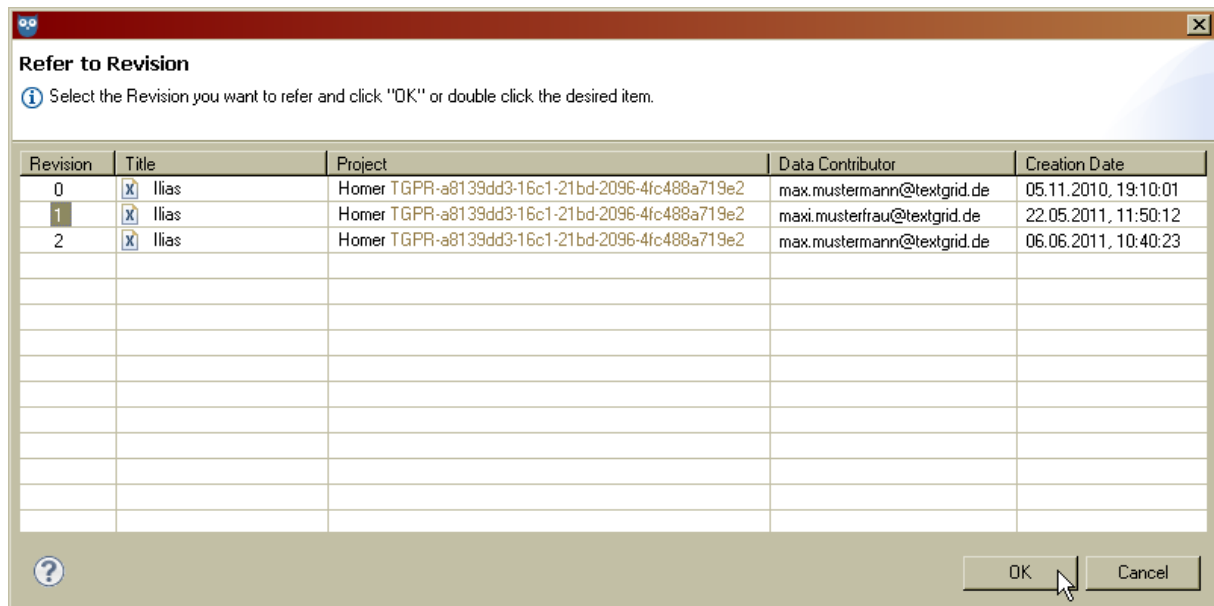 Refer to Revision
Select the Revision you want to refer and click "OK" or double click the desired item.
Revision Title Project Data Contributor Creation Date
0 Ilias Homer TGPR-a8139dd3-16c1-21bd-2096-4fc488a719e2 max.mustermann@textgrid.de 05.11.2010, 19:10:01
1 Ilias Homer TGPR-a8139dd3-16c1-21bd-2096-4fc488a719e2 maxi.musterfrau@textgrid.de 22.05.2011, 11:50:12
2 Ilias Homer TGPR-a8139dd3-16c1-21bd-2096-4fc488a719e2 max.mustermann@textgrid.de 06.06.2011, 10:40:23
OK Cancel